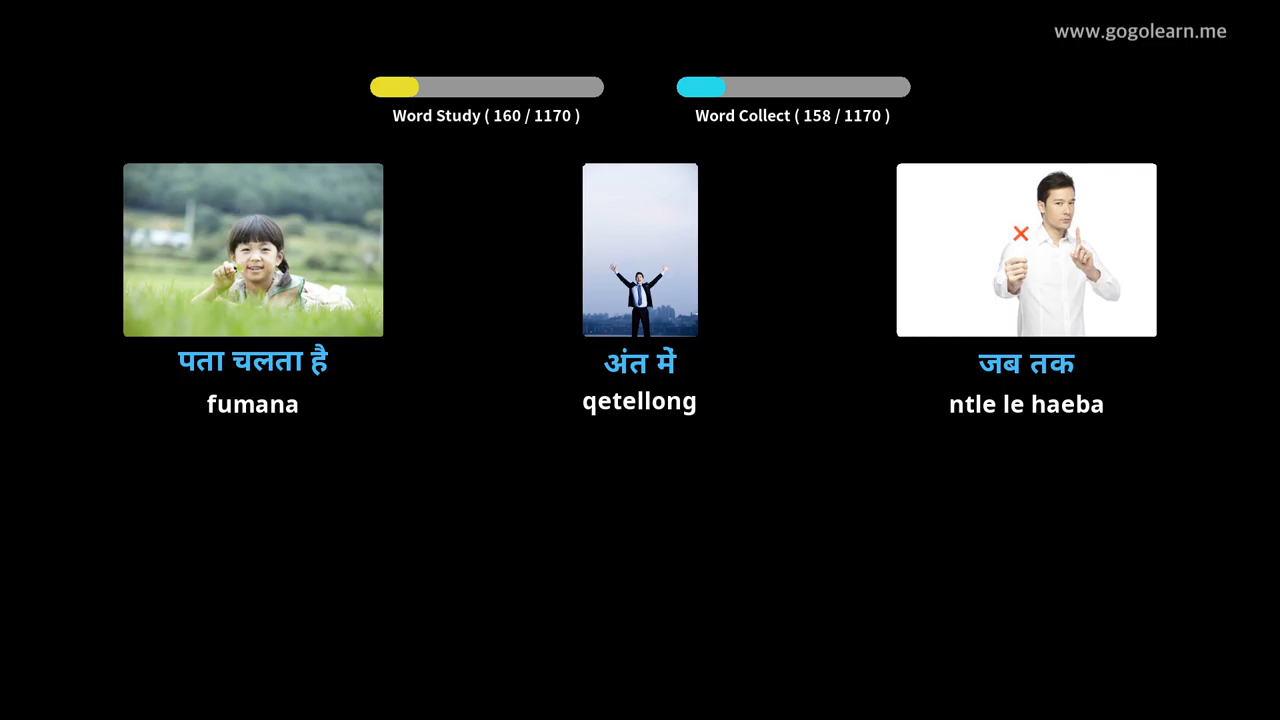 www.gogolearn.me
Word Study ( 160 / 1170 )
Word Collect ( 158 / 1170 )
पता चलता है
fumana
अंत में
qetellong
जब तक
ntle le haeba